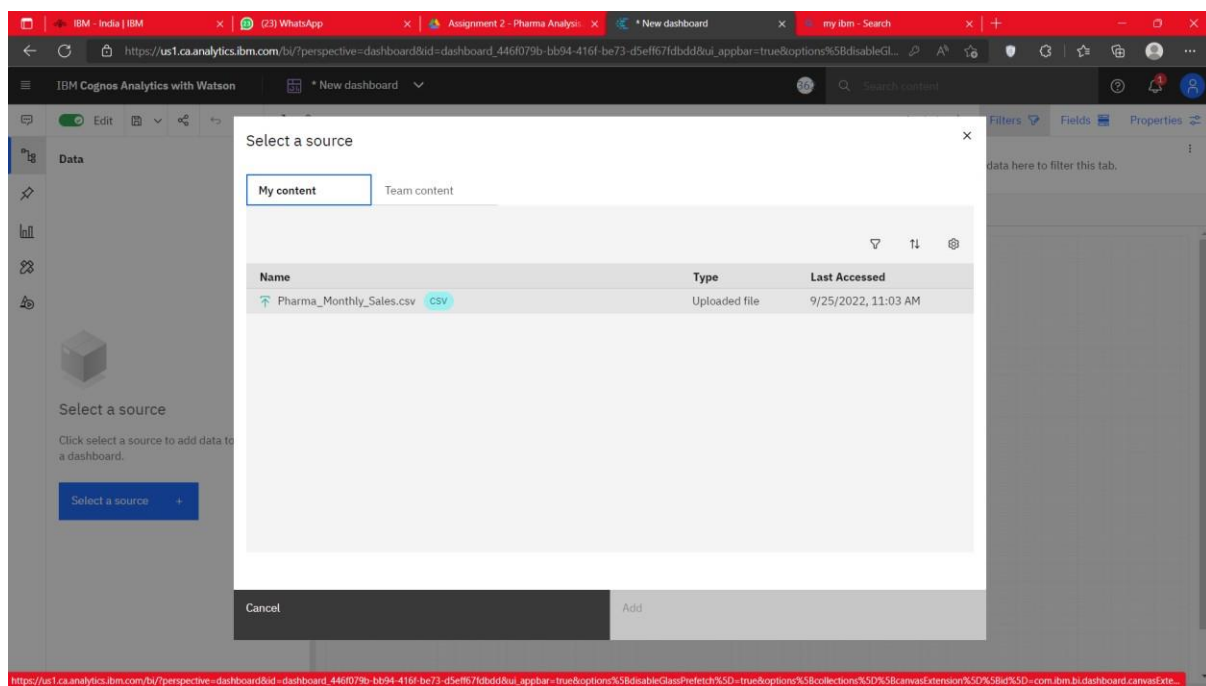 IBM - India | IBM
(23) WhatsApp
Assignment 2 - Pharma Analysis
* New dashboard
my ibm - Search
https://us1.ca.analytics.ibm.com/bi/?perspective=dashboard&id=dashboard_446f079b-bb94-416f-be73-d5eff67fdbdd&ui_appbar=true&options%5BdisableGl...
IBM Cognos Analytics with Watson
* New dashboard
Search content
1
Edit
Filters
Fields
Properties
Data
data here to filter this tab.
Select a source
My content
Team content
Name
Type
Last Accessed
Pharma_Monthly_Sales.csv
CSV
Uploaded file
9/25/2022, 11:03 AM
Select a source
Click select a source to add data to
a dashboard.
Select a source +
Cancel
Add
https://us1.ca.analytics.ibm.com/bi/?perspective=dashboard&id=dashboard_446f079b-bb94-416f-be73-d5eff67fdbdd&ui_appbar=true&options%5BdisableGlassPrefetch%5D=true&options%5Bcollections%5D%5BcanvasExtension%5D%5Bid%5D=com.ibm.bi.dashboard.canvasExte...